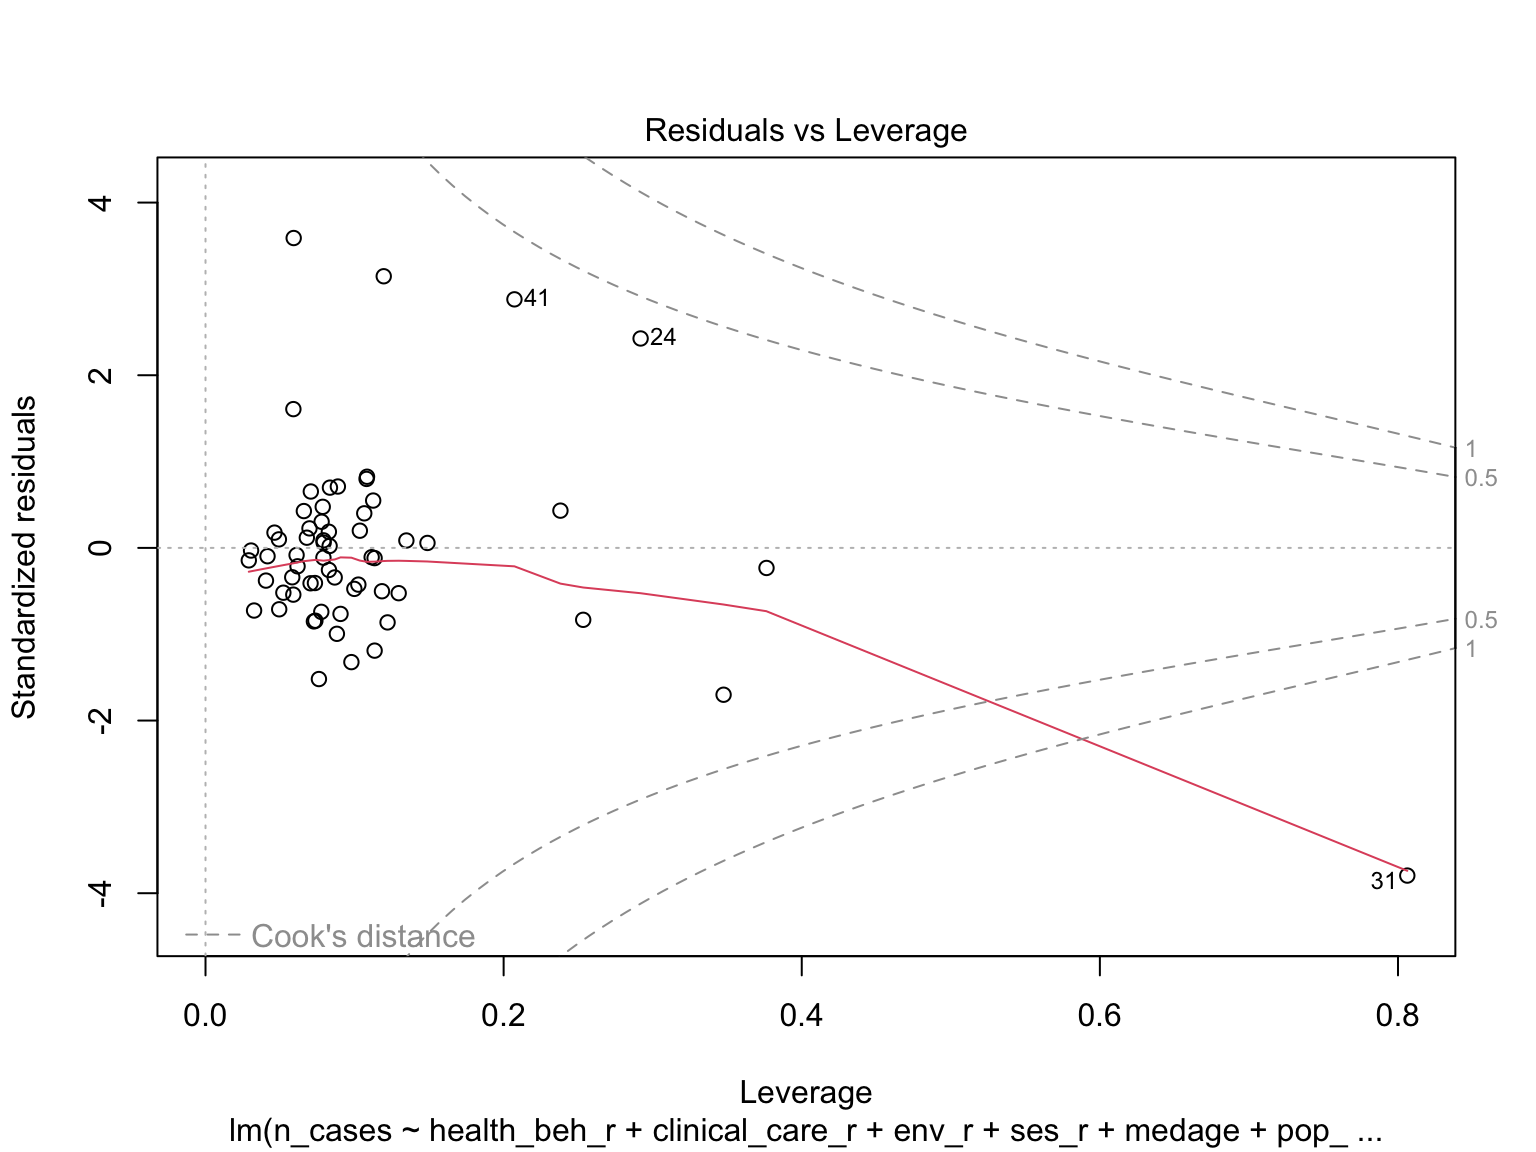 Residuals vs Leverage
Standardized residuals
4
2
0
-2
-4
41
24
31
1
0.5
0.5
1
Cook's distance
0.0 0.2 0.4 0.6 0.8
Leverage
lm(n_cases ~ health_beh_r + clinical_care_r + env_r + ses_r + medage + pop_ ...